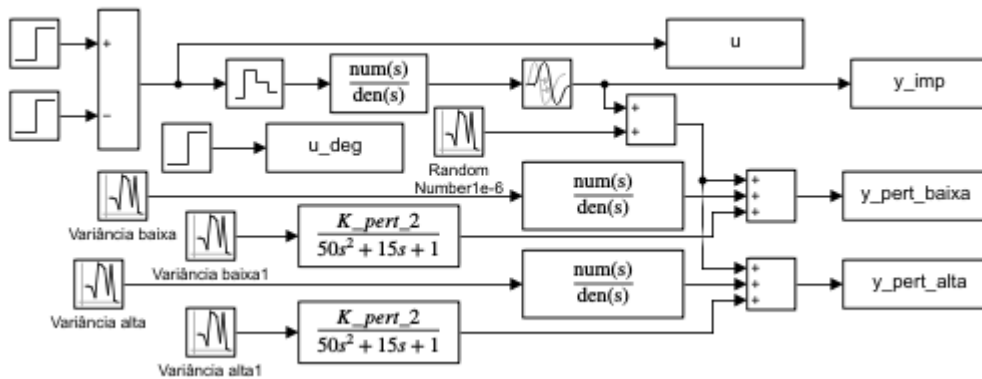 +
−
u
num(s)
den(s)
y_imp
+
+
Random
Number1e-6
u_deg
Variância baixa
num(s)
den(s)
+
+
+
y_pert_baixa
Variância baixa1
K_pert_2
50s² + 15s + 1
Variância alta
num(s)
den(s)
+
+
+
y_pert_alta
Variância alta1
K_pert_2
50s² + 15s + 1